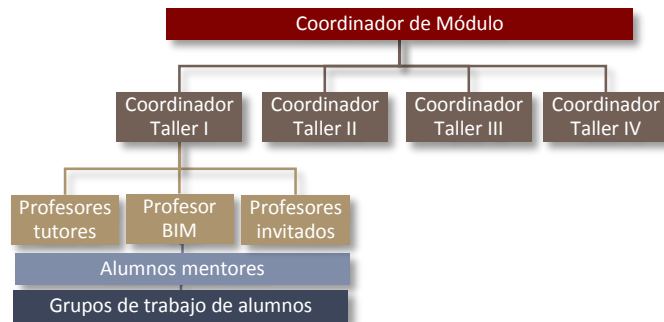 Coordinador de Módulo
Coordinador
Taller I
Coordinador
Taller II
Coordinador
Taller III
Coordinador
Taller IV
Profesores
tutores
Profesor
BIM
Profesores
invitados
Alumnos mentores
Grupos de trabajo de alumnos